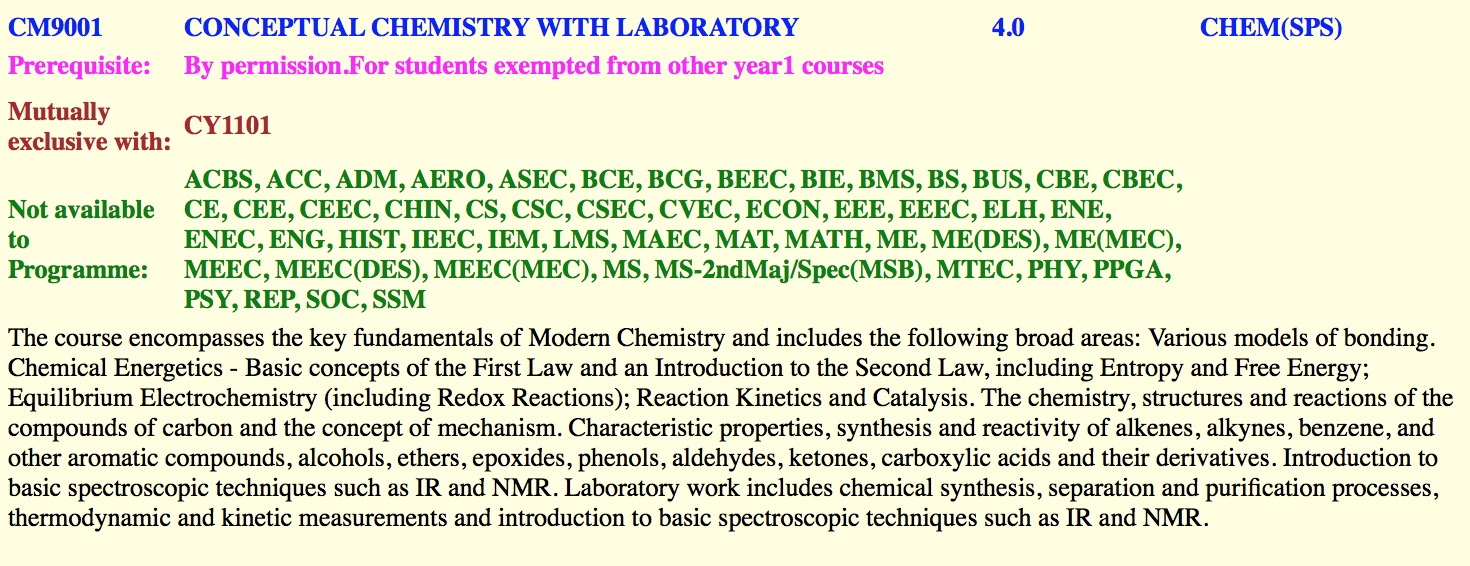 CM9001 CONCEPTUAL CHEMISTRY WITH LABORATORY 4.0 CHEM(SPS)
Prerequisite: By permission.For students exempted from other year1 courses
Mutually exclusive with: CY1101
Not available to Programme: ACBS, ACC, ADM, AERO, ASEC, BCE, BCG, BEEC, BIE, BMS, BS, BUS, CBE, CBEC,
CE, CEE, CEEC, CHIN, CS, CSC, CSEC, CVEC, ECON, EEE, EEEC, ELH, ENE,
ENEC, ENG, HIST, IEEC, IEM, LMS, MAEC, MAT, MATH, ME, ME(DES), ME(MEC),
MEEC, MEEC(DES), MEEC(MEC), MS, MS-2ndMaj/Spec(MSB), MTEC, PHY, PPGA,
PSY, REP, SOC, SSM
The course encompasses the key fundamentals of Modern Chemistry and includes the following broad areas: Various models of bonding.
Chemical Energetics - Basic concepts of the First Law and an Introduction to the Second Law, including Entropy and Free Energy;
Equilibrium Electrochemistry (including Redox Reactions); Reaction Kinetics and Catalysis. The chemistry, structures and reactions of the
compounds of carbon and the concept of mechanism. Characteristic properties, synthesis and reactivity of alkenes, alkynes, benzene, and
other aromatic compounds, alcohols, ethers, epoxides, phenols, aldehydes, ketones, carboxylic acids and their derivatives. Introduction to
basic spectroscopic techniques such as IR and NMR. Laboratory work includes chemical synthesis, separation and purification processes,
thermodynamic and kinetic measurements and introduction to basic spectroscopic techniques such as IR and NMR.